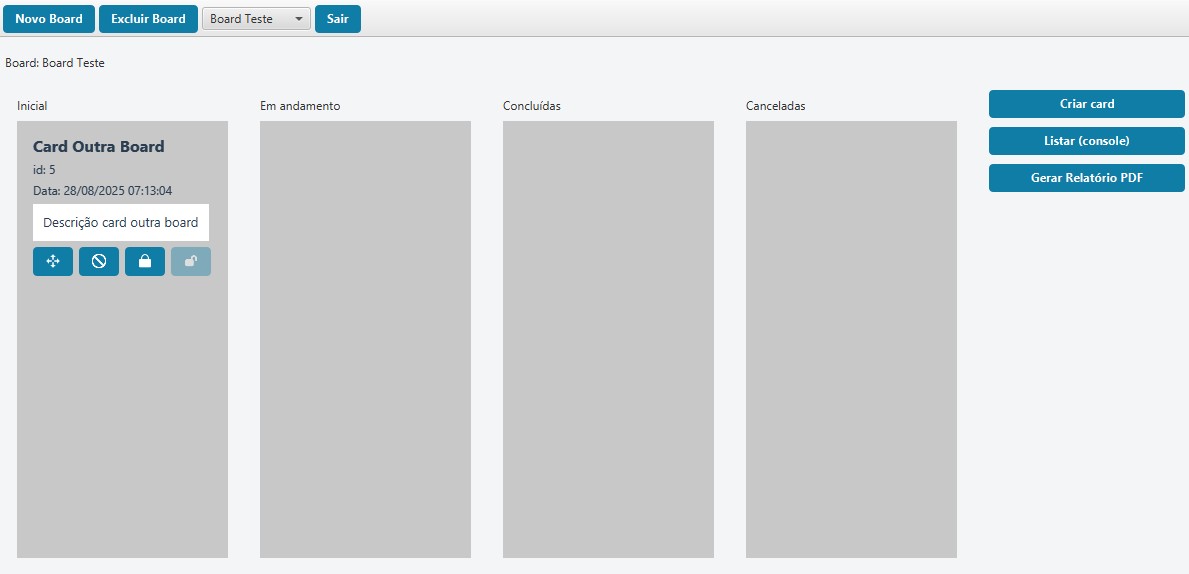 Novo Board Excluir Board Board Teste Sair
Board: Board Teste
Inicial Em andamento Concluídas Canceladas
Card Outra Board
id: 5
Data: 28/08/2025 07:13:04
Descrição card outra board
Criar card
Listar (console)
Gerar Relatório PDF